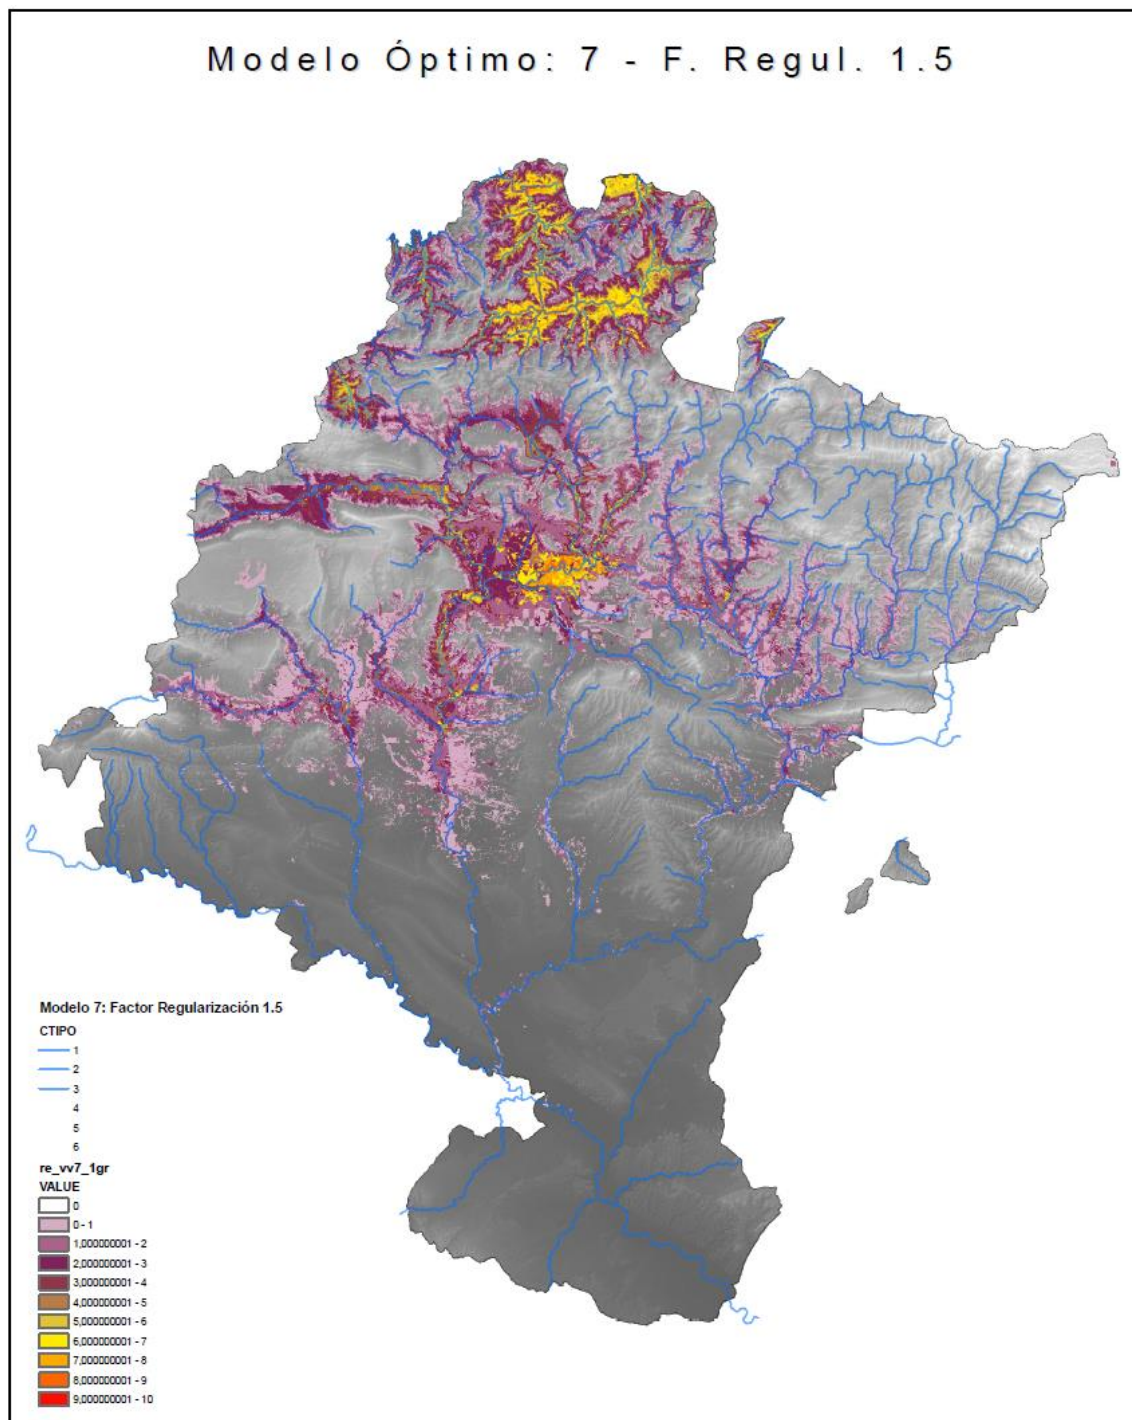 Modelo Óptimo: 7 - F. Regul. 1.5
Modelo 7: Factor Regularización 1.5
CTIPO
1
2
3
4
5
6
re_vv7_1gr
VALUE
0
0 - 1
1,000000001 - 2
2,000000001 - 3
3,000000001 - 4
4,000000001 - 5
5,000000001 - 6
6,000000001 - 7
7,000000001 - 8
8,000000001 - 9
9,000000001 - 10